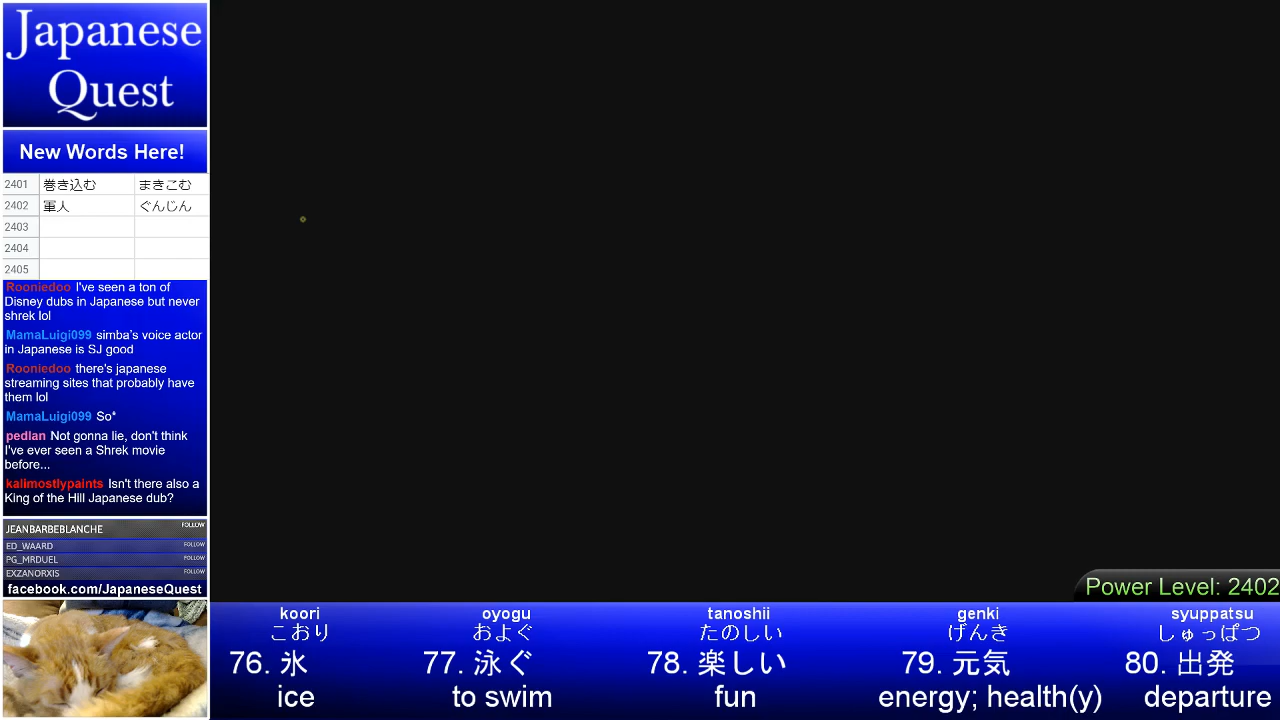 Japanese
Quest
New Words Here!
2401 巻き込む まきこむ
2402 軍人 ぐんじん
2403
2404
2405
Rooniedoo I've seen a ton of
Disney dubs in Japanese but never
shrek lol
MamaLuigi099 simba's voice actor
in Japanese is SJ good
Rooniedoo there's japanese
streaming sites that probably have
them lol
MamaLuigi099 So*
pedlan Not gonna lie, don't think
I've ever seen a Shrek movie
before...
kalimostlypaints Isn't there also a
King of the Hill Japanese dub?
JEANBARBEBLANCHE FOLLOW
ED_WAARD FOLLOW
PG_MRDUEL FOLLOW
EXZANORXIS FOLLOW
facebook.com/JapaneseQuest
Power Level: 2402
koori oyogu tanoshii genki syuppatsu
こおり およぐ たのしい げんき しゅっぱつ
76. 氷 77. 泳ぐ 78. 楽しい 79. 元気 80. 出発
ice to swim fun energy; health(y) departure